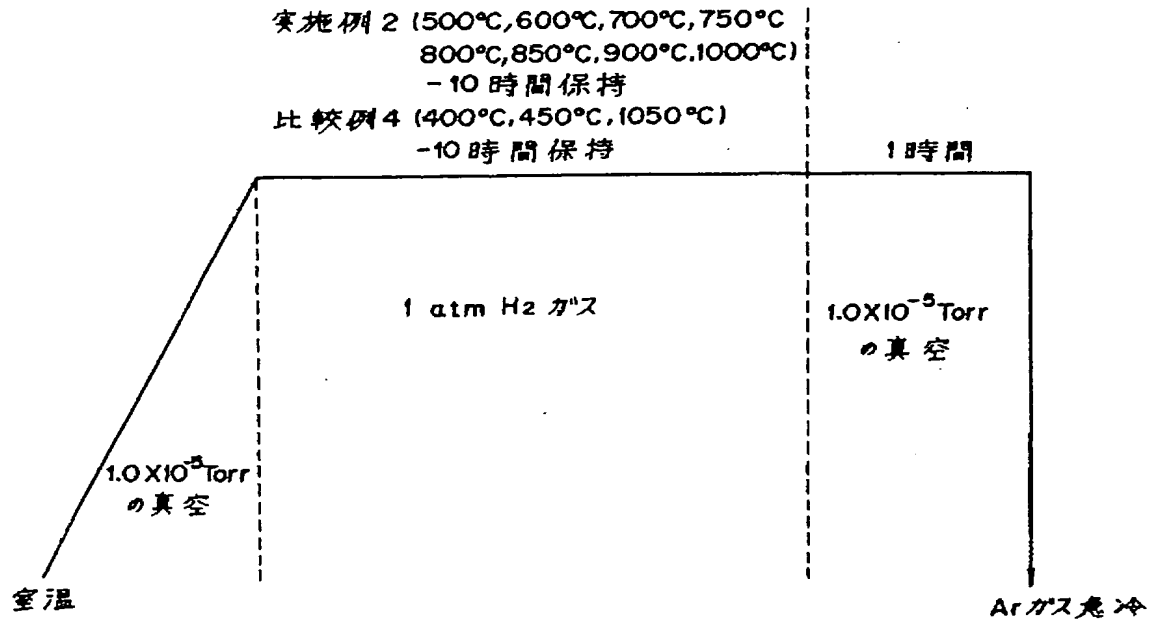 実施例2 (500°C,600°C,700°C,750°C
800°C,850°C,900°C,1000°C)
-10時間保持
比較例4 (400°C,450°C,1050°C)
-10時間保持
1時間
1 atm H2 ガス
1.0X10⁻⁵Torr
の真空
1.0X10⁻⁵Torr
の真空
室温
Arガス急冷